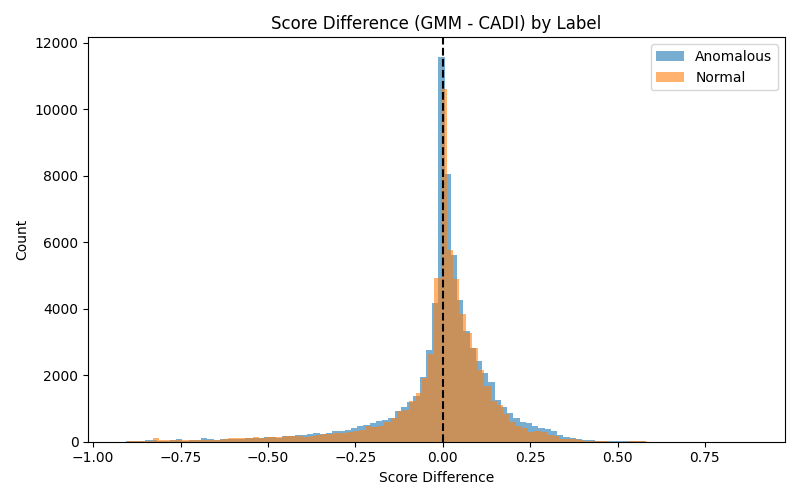 Score Difference (GMM - CADI) by Label
Anomalous
Normal
Count
12000
10000
8000
6000
4000
2000
0
−1.00 −0.75 −0.50 −0.25 0.00 0.25 0.50 0.75
Score Difference